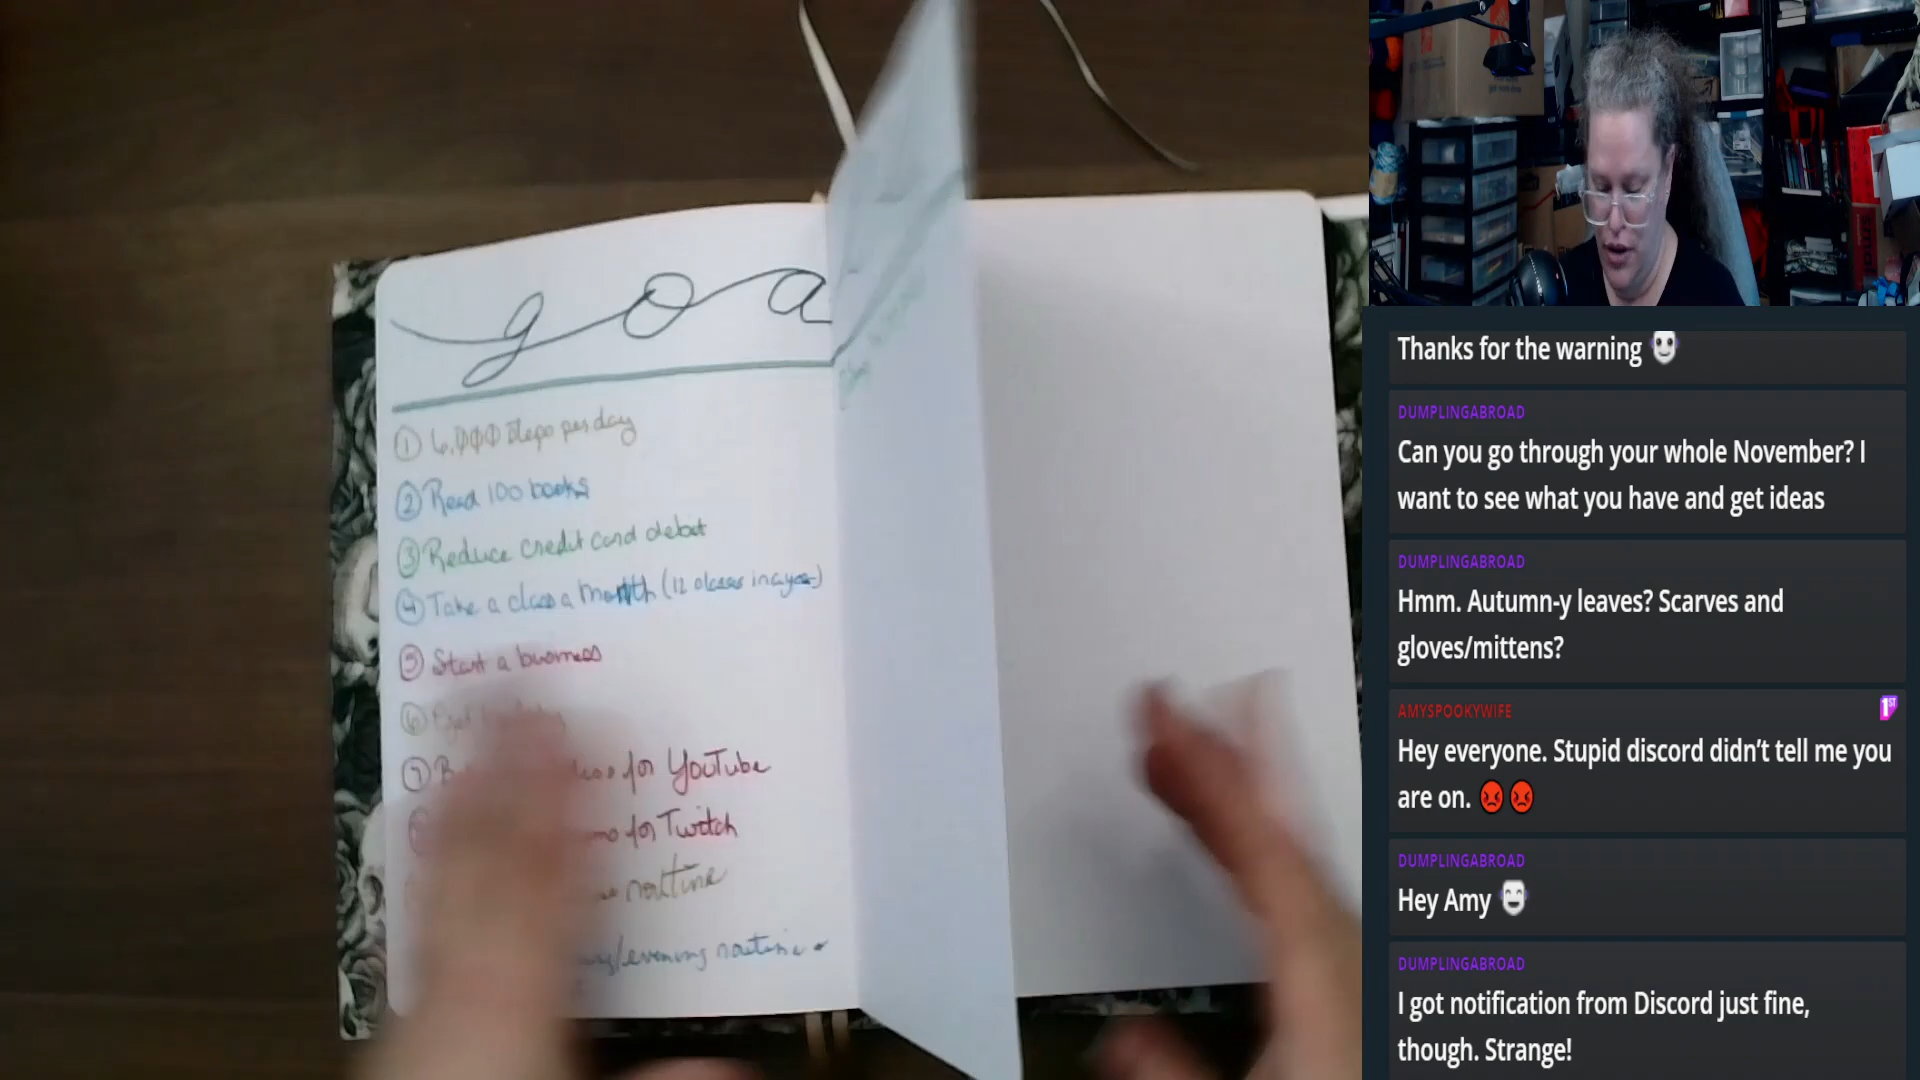 goa
① 6,000 steps per day
② Read 100 books
③ Reduce credit card debit
④ Take a class a month (12 classes in a year)
⑤ Start a business
⑥
⑦ for YouTube
for Twitch
routine
/evening routine
Thanks for the warning
DUMPLINGABROAD
Can you go through your whole November? I
want to see what you have and get ideas
DUMPLINGABROAD
Hmm. Autumn-y leaves? Scarves and
gloves/mittens?
AMYSPOOKYWIFE
1ST
Hey everyone. Stupid discord didn't tell me you
are on. 😡😡
DUMPLINGABROAD
Hey Amy
DUMPLINGABROAD
I got notification from Discord just fine,
though. Strange!